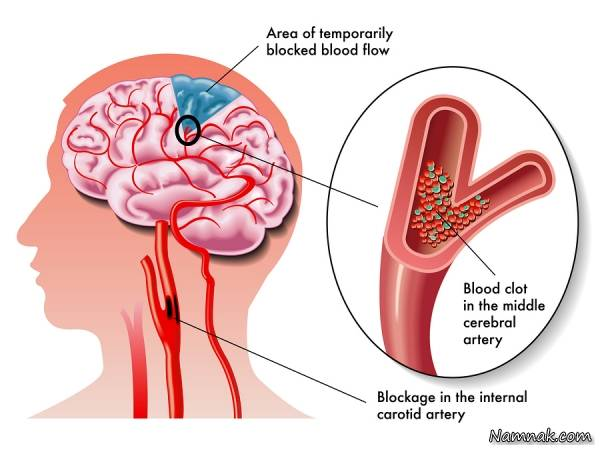 Area of temporarily
blocked blood flow
Blood clot
in the middle
cerebral
artery
Blockage in the internal
carotid artery
Namnak.com